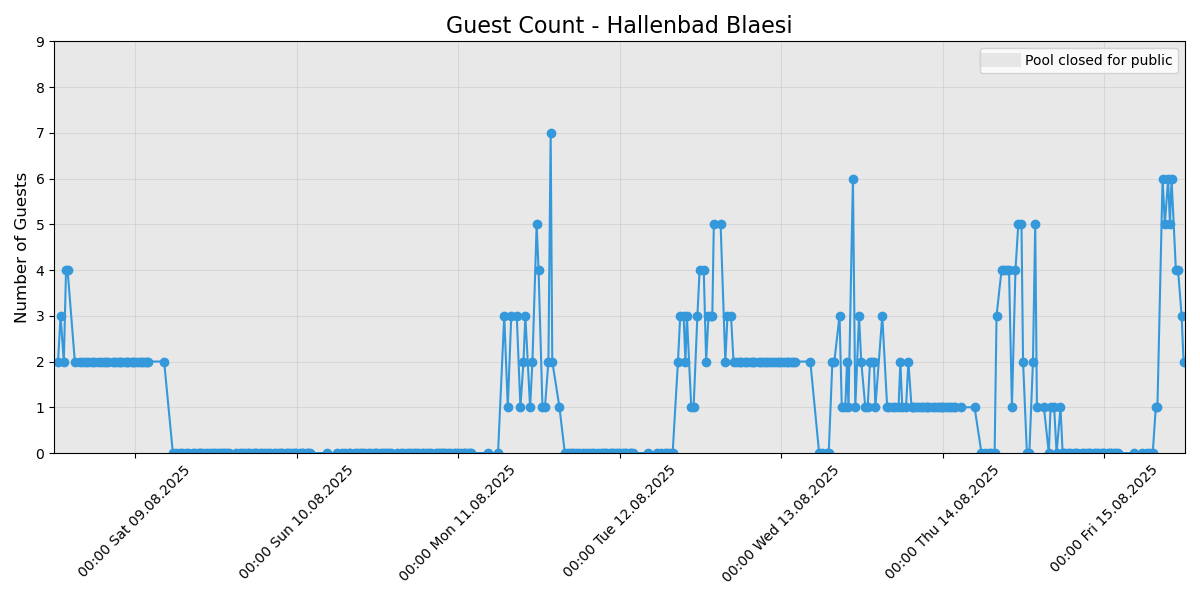 Guest Count - Hallenbad Blaesi
Pool closed for public
Number of Guests
9
8
7
6
5
4
3
2
1
0
00:00 Sat 09.08.2025
00:00 Sun 10.08.2025
00:00 Mon 11.08.2025
00:00 Tue 12.08.2025
00:00 Wed 13.08.2025
00:00 Thu 14.08.2025
00:00 Fri 15.08.2025